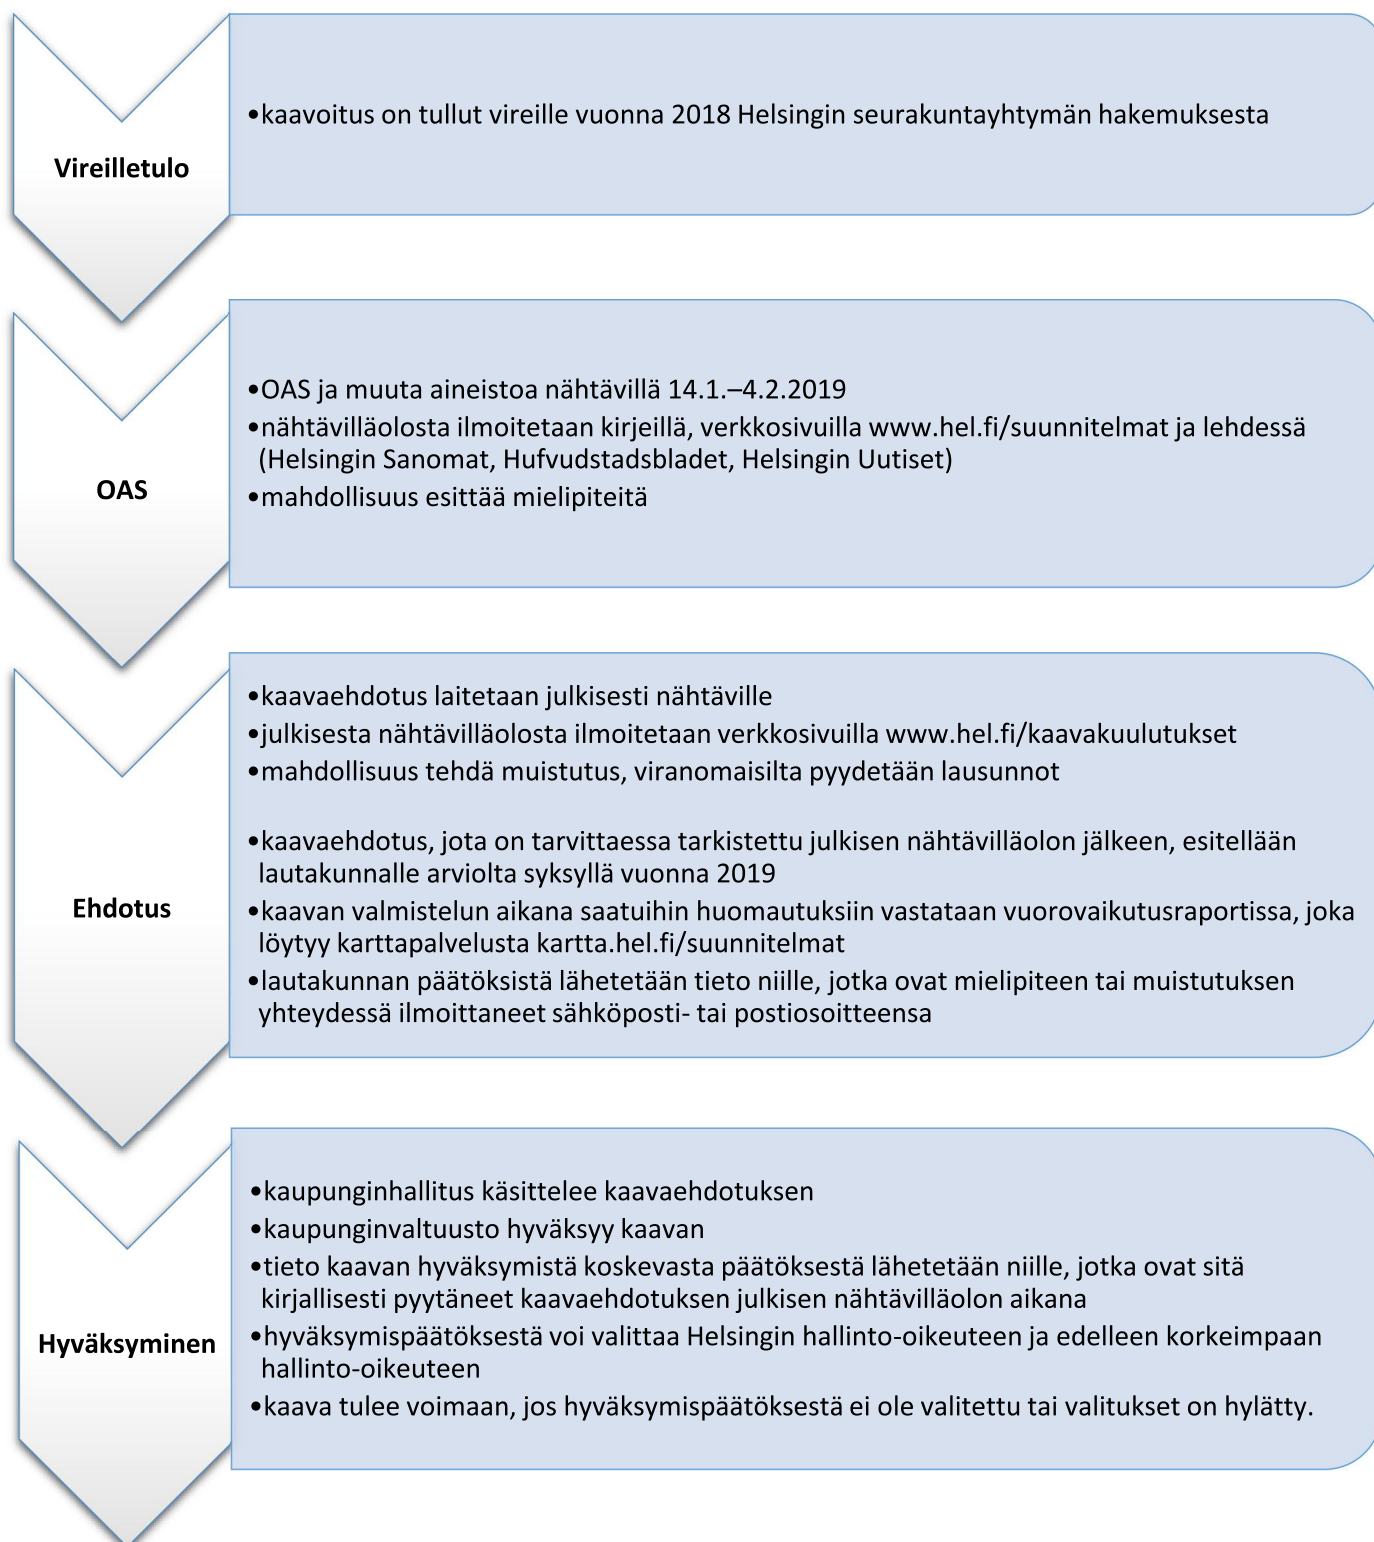 Vireilletulo
•kaavoitus on tullut vireille vuonna 2018 Helsingin seurakuntayhtymän hakemuksesta
OAS
•OAS ja muuta aineistoa nähtävillä 14.1.–4.2.2019
•nähtävilläolosta ilmoitetaan kirjeillä, verkkosivuilla www.hel.fi/suunnitelmat ja lehdessä
(Helsingin Sanomat, Hufvudstadsbladet, Helsingin Uutiset)
•mahdollisuus esittää mielipiteitä
Ehdotus
•kaavaehdotus laitetaan julkisesti nähtäville
•julkisesta nähtävilläolosta ilmoitetaan verkkosivuilla www.hel.fi/kaavakuulutukset
•mahdollisuus tehdä muistutus, viranomaisilta pyydetään lausunnot
•kaavaehdotus, jota on tarvittaessa tarkistettu julkisen nähtävilläolon jälkeen, esitellään
lautakunnalle arviolta syksyllä vuonna 2019
•kaavan valmistelun aikana saatuihin huomautuksiin vastataan vuorovaikutusraportissa, joka
löytyy karttapalvelusta kartta.hel.fi/suunnitelmat
•lautakunnan päätöksistä lähetetään tieto niille, jotka ovat mielipiteen tai muistutuksen
yhteydessä ilmoittaneet sähköposti- tai postiosoitteensa
Hyväksyminen
•kaupunginhallitus käsittelee kaavaehdotuksen
•kaupunginvaltuusto hyväksyy kaavan
•tieto kaavan hyväksymistä koskevasta päätöksestä lähetetään niille, jotka ovat sitä
kirjallisesti pyytäneet kaavaehdotuksen julkisen nähtävilläolon aikana
•hyväksymispäätöksestä voi valittaa Helsingin hallinto-oikeuteen ja edelleen korkeimpaan
hallinto-oikeuteen
•kaava tulee voimaan, jos hyväksymispäätöksestä ei ole valitettu tai valitukset on hylätty.